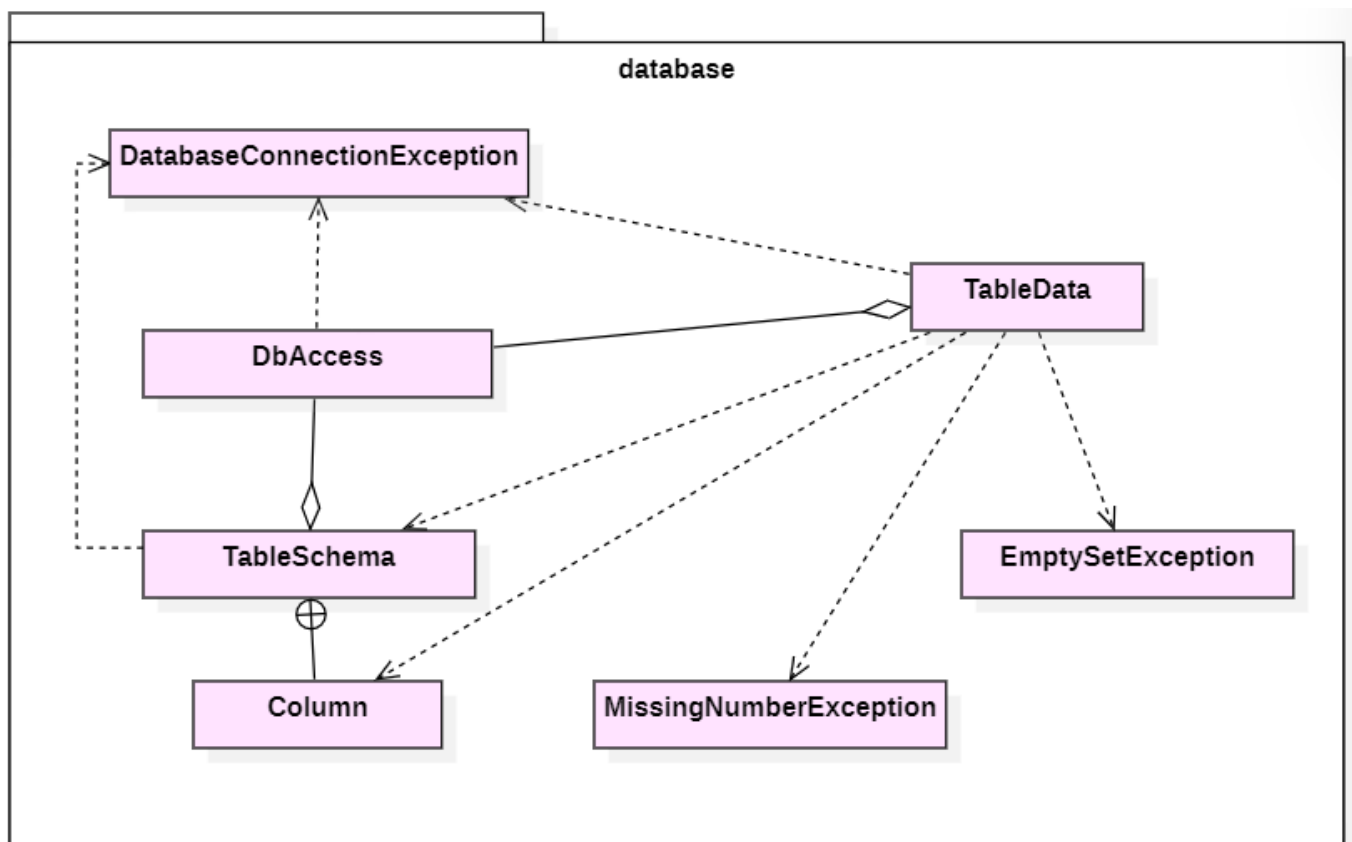 database
DatabaseConnectionException
TableData
DbAccess
TableSchema
EmptySetException
Column
MissingNumberException